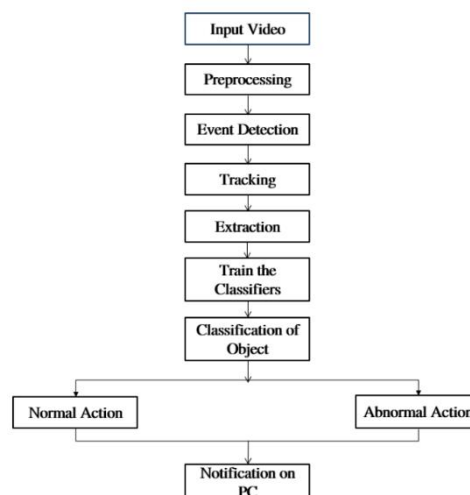 Input Video
Preprocessing
Event Detection
Tracking
Extraction
Train the
Classifiers
Classification of
Object
Normal Action
Abnormal Action
Notification on
PC